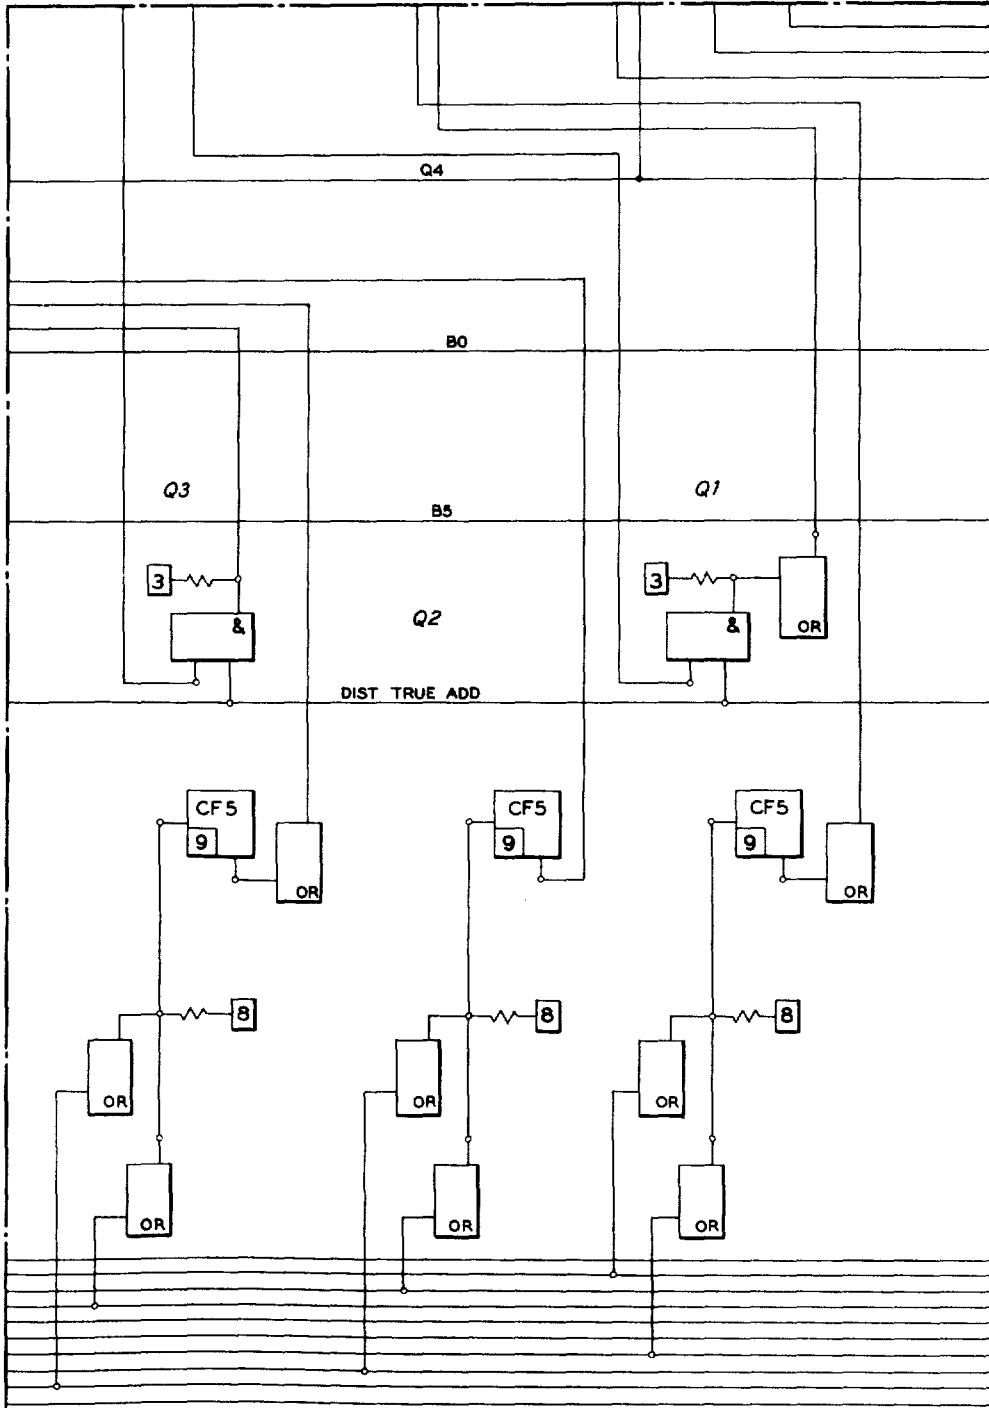 Q4
B0
Q3
Q1
B5
3
3
&
Q2
&
OR
DIST TRUE ADD
CF5
CF5
CF5
9
9
9
OR
OR
8
8
8
OR
OR
OR
OR
OR
OR